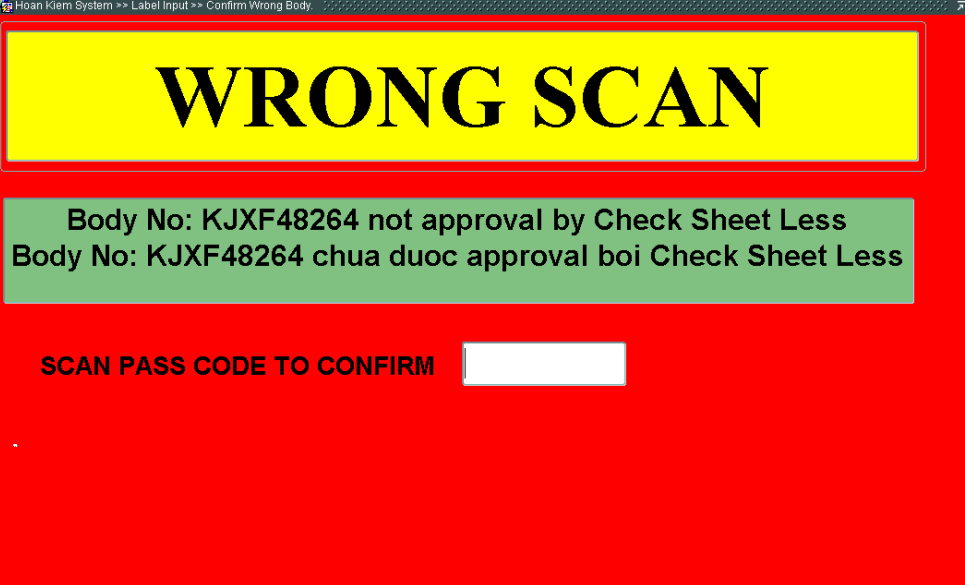 Hoan Kiem System >> Label Input >> Confirm Wrong Body.
WRONG SCAN
Body No: KJXF48264 not approval by Check Sheet Less
Body No: KJXF48264 chua duoc approval boi Check Sheet Less
SCAN PASS CODE TO CONFIRM